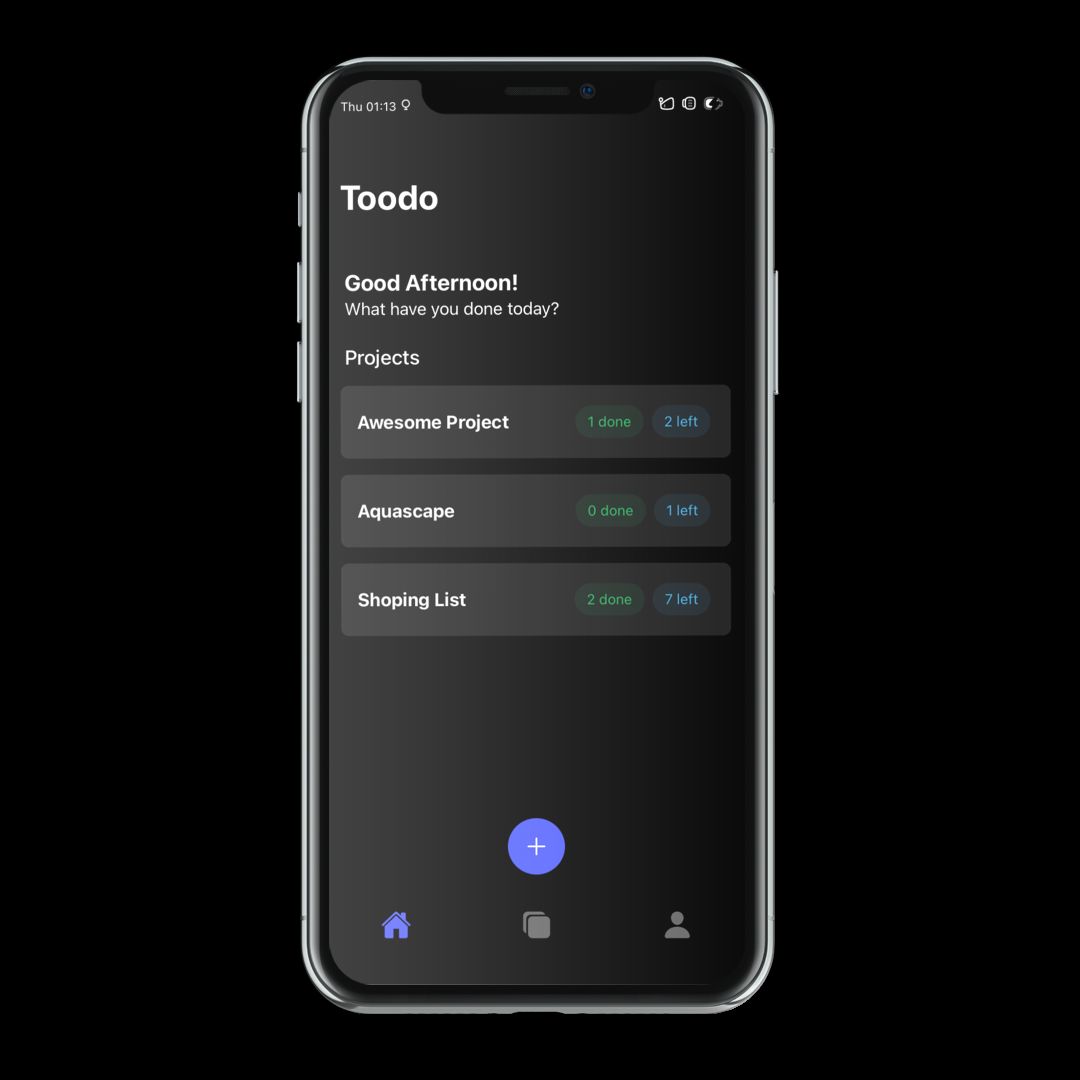 Thu 01:13
Toodo
Good Afternoon!
What have you done today?
Projects
Awesome Project 1 done 2 left
Aquascape 0 done 1 left
Shoping List 2 done 7 left